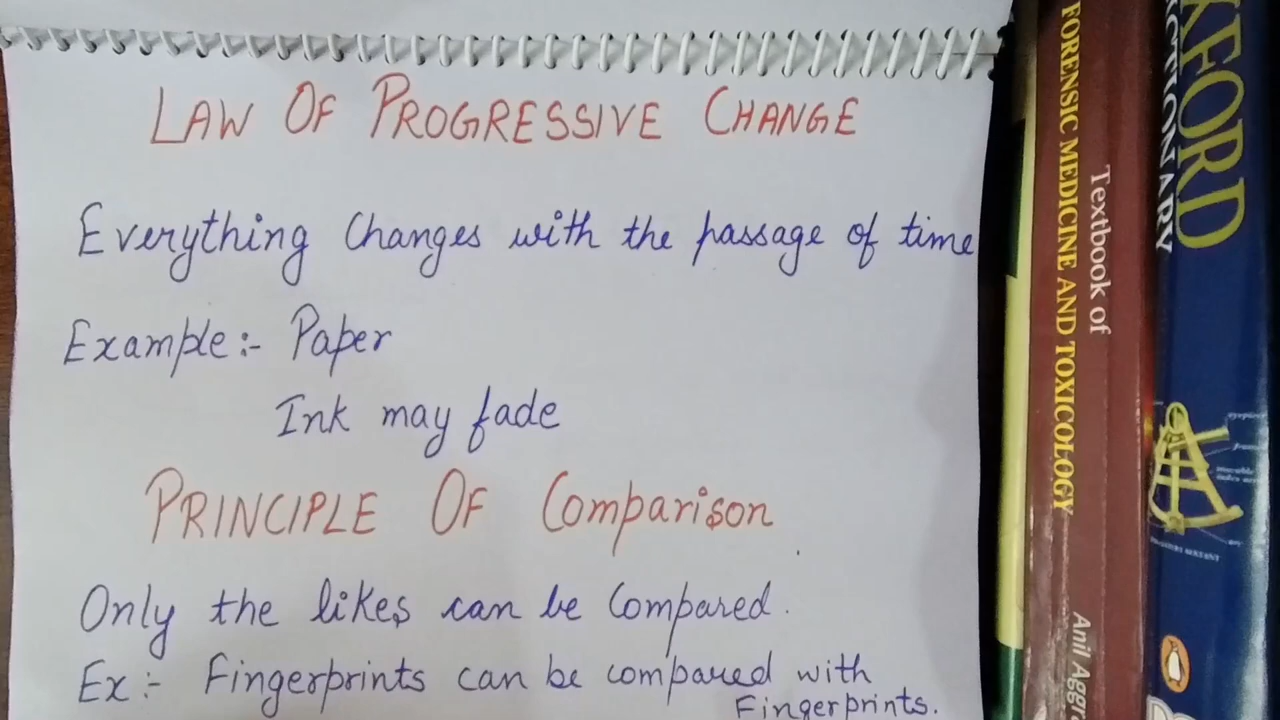 LAW OF PROGRESSIVE CHANGE
Everything Changes with the passage of time
Example:- Paper
Ink may fade
PRINCIPLE OF Comparison
Only the likes can be Compared.
Ex:- Fingerprints can be compared with
Fingerprints.
Textbook of
FORENSIC MEDICINE AND TOXICOLOGY
Anil Aggr
XFORD
CTIONARY